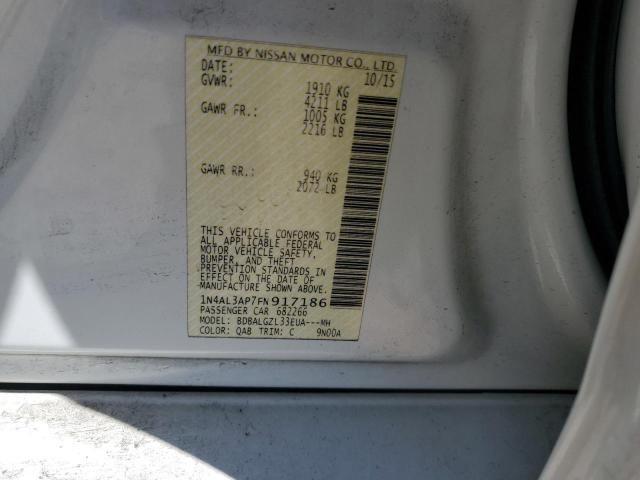 MFD BY NISSAN MOTOR CO., LTD
DATE: 10/15
GVWR: 1910 KG
4211 LB
GAWR FR.: 1005 KG
2216 LB
GAWR RR.: 940 KG
2072 LB
THIS VEHICLE CONFORMS TO
ALL APPLICABLE FEDERAL
MOTOR VEHICLE SAFETY,
BUMPER, AND THEFT
PREVENTION STANDARDS
IN EFFECT ON THE DATE OF
MANUFACTURE SHOWN ABOVE.
1N4AL3AP7FN917186
PASSENGER CAR 682266
MODEL: BDBALGZL33EUA---NH
COLOR: QAB TRIM: C 9N00A